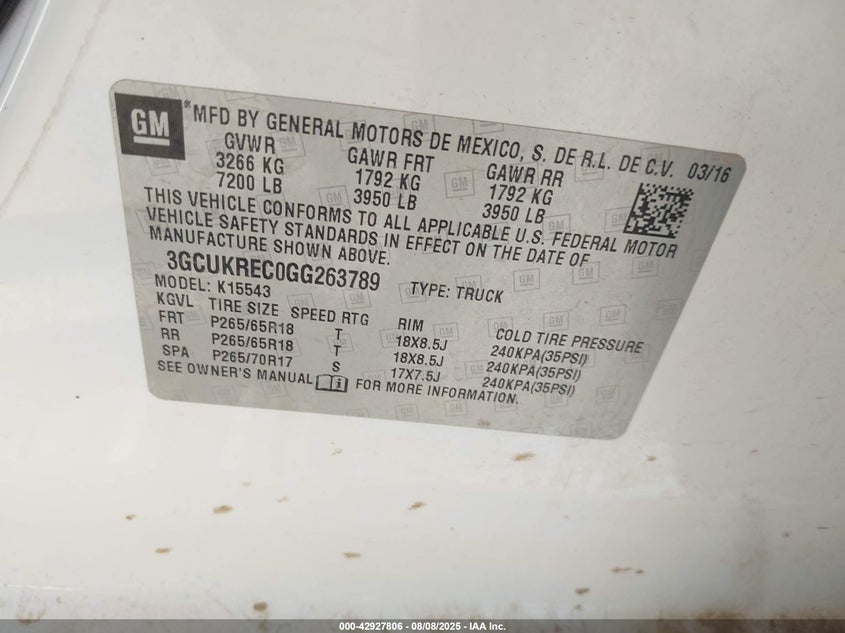 GM ® MFD BY GENERAL MOTORS DE MEXICO, S. DE R.L. DE C.V. 03/16
GVWR GAWR FRT GAWR RR
3266 KG 1792 KG 1792 KG
7200 LB 3950 LB 3950 LB
THIS VEHICLE CONFORMS TO ALL APPLICABLE U.S. FEDERAL MOTOR
VEHICLE SAFETY STANDARDS IN EFFECT ON THE DATE OF
MANUFACTURE SHOWN ABOVE.
3GCUKREC0GG263789 TYPE: TRUCK
MODEL: K15543
KGVL TIRE SIZE SPEED RTG RIM COLD TIRE PRESSURE
FRT P265/65R18 T 18X8.5J 240KPA(35PSI)
RR P265/65R18 T 18X8.5J 240KPA(35PSI)
SPA P265/70R17 S 17X7.5J 240KPA(35PSI)
SEE OWNER'S MANUAL FOR MORE INFORMATION.
000-42927806 - 08/08/2025 - IAA Inc.